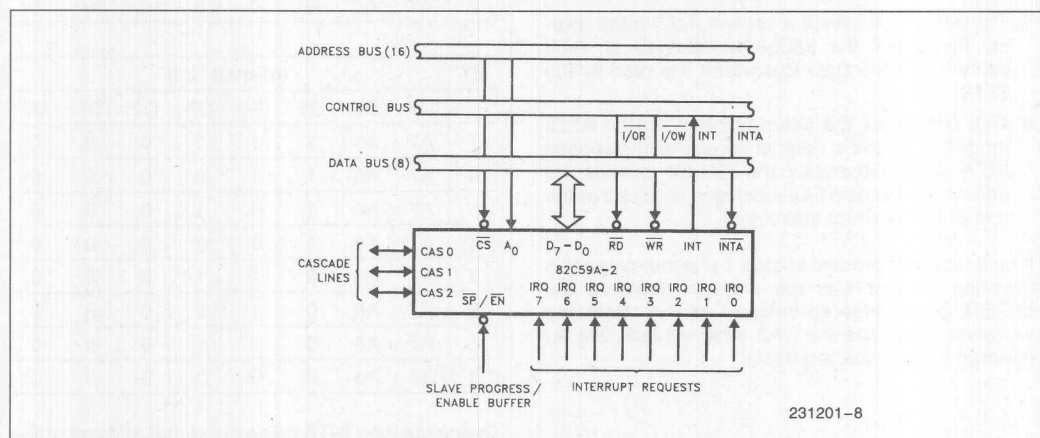 ADDRESS BUS (16)
CONTROL BUS
I/OR I/OW INT INTA
DATA BUS (8)
CS A0 D7 – D0 RD WR INT INTA
CAS 0
CASCADE LINES
CAS 1
CAS 2
82C59A-2
SP / EN
IRQ IRQ IRQ IRQ IRQ IRQ IRQ IRQ
7 6 5 4 3 2 1 0
SLAVE PROGRESS /
ENABLE BUFFER
INTERRUPT REQUESTS
231201–8